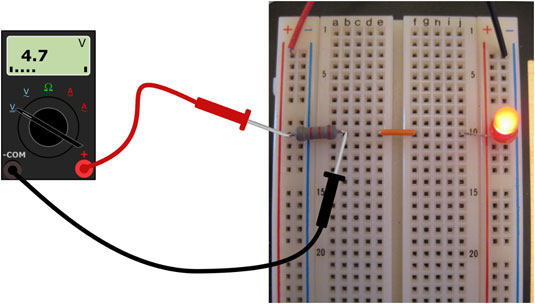 V
4.7
Ω
V A
V A
-COM +
+ − a b c d e f g h i j + −
1 1
5 5
10 10
15 15
20 20